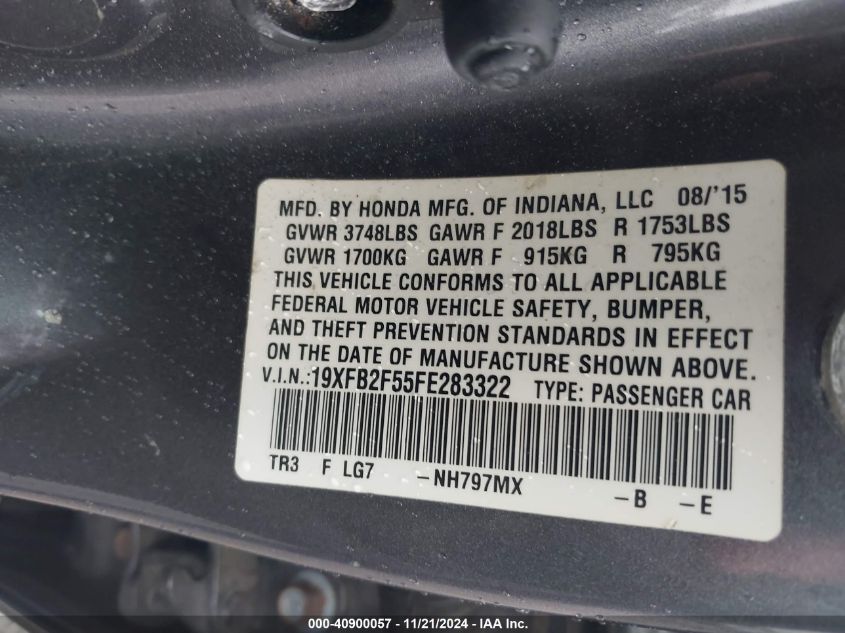 MFD. BY HONDA MFG. OF INDIANA, LLC 08/'15
GVWR 3748LBS GAWR F 2018LBS R 1753LBS
GVWR 1700KG GAWR F 915KG R 795KG
THIS VEHICLE CONFORMS TO ALL APPLICABLE
FEDERAL MOTOR VEHICLE SAFETY, BUMPER,
AND THEFT PREVENTION STANDARDS IN EFFECT
ON THE DATE OF MANUFACTURE SHOWN ABOVE.
V.I.N.:19XFB2F55FE283322 TYPE: PASSENGER CAR
TR3 F LG7 -NH797MX -B -E
000-40900057 - 11/21/2024 - IAA Inc.